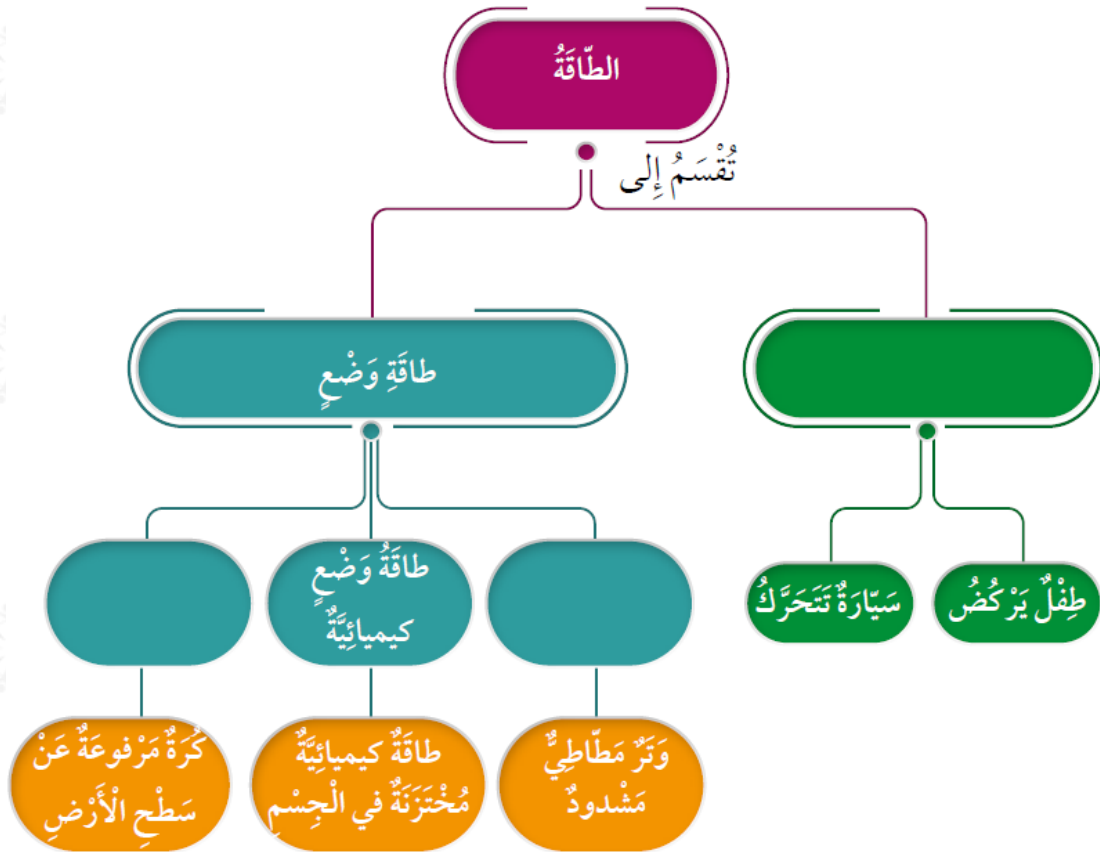 الطّاقَةُ
تُقْسَمُ إِلى
طاقَةِ وَضْعٍ
طِفْلٌ يَرْكُضُ
سَيّارَةٌ تَتَحَرَّكُ
طاقَةُ وَضْعٍ
كيميائِيَّةٌ
وَتَرٌ مَطّاطِيٌّ
مَشْدودٌ
طاقَةٌ كيميائِيَّةٌ
مُخْتَزَنَةٌ في الْجِسْمِ
كُرَةٌ مَرْفوعَةٌ عَنْ
سَطْحِ الْأَرْضِ